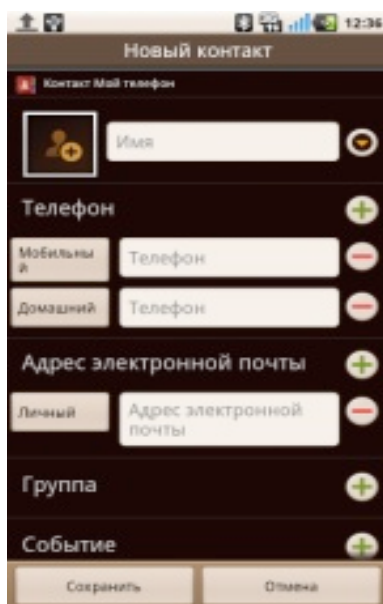 12:36
Новый контакт
Контакт Мой телефон
Имя
Телефон
Мобильны
й
Телефон
Домашний
Телефон
Адрес электронной почты
Личный
Адрес электронной
почты
Группа
Событие
Сохранить
Отмена